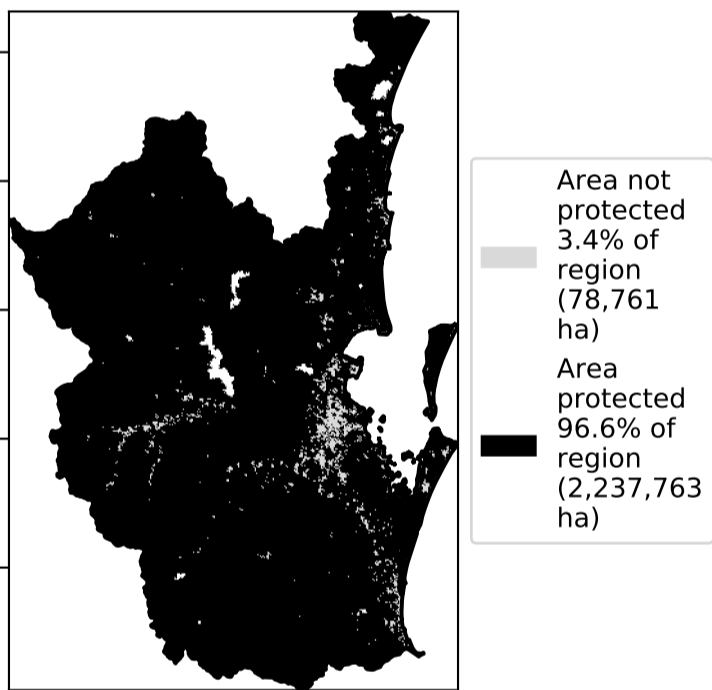 Area not
protected
3.4% of
region
(78,761
ha)
Area
protected
96.6% of
region
(2,237,763
ha)